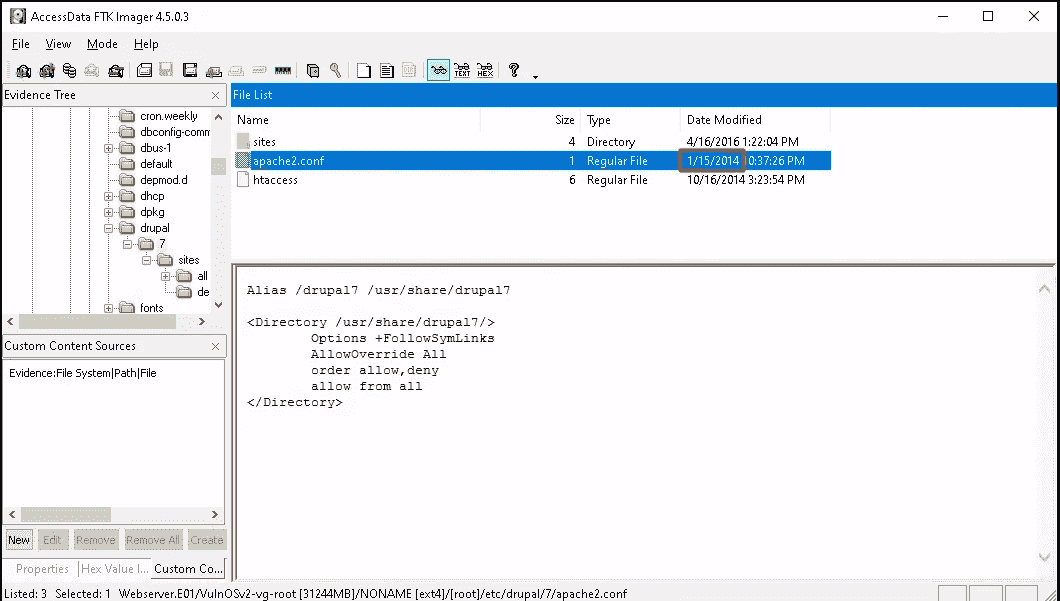 AccessData FTK Imager 4.5.0.3
File View Mode Help
TEXT HEX
Evidence Tree
cron.weekly
dbconfig-comm
dbus-1
default
depmod.d
dhcp
dpkg
drupal
7
sites
all
de
fonts
Custom Content Sources
Evidence:File System|Path|File
New Edit Remove Remove All Create
Properties Hex Value I... Custom Co...
File List
Name Size Type Date Modified
sites 4 Directory 4/16/2016 1:22:04 PM
apache2.conf 1 Regular File 1/15/2014 0:37:26 PM
htaccess 6 Regular File 10/16/2014 3:23:54 PM
Alias /drupal7 /usr/share/drupal7
<Directory /usr/share/drupal7/>
Options +FollowSymLinks
AllowOverride All
order allow,deny
allow from all
</Directory>
Listed: 3 Selected: 1 Webserver.E01/VulnOSv2-vg-root [31244MB]/NONAME [ext4]/[root]/etc/drupal/7/apache2.conf